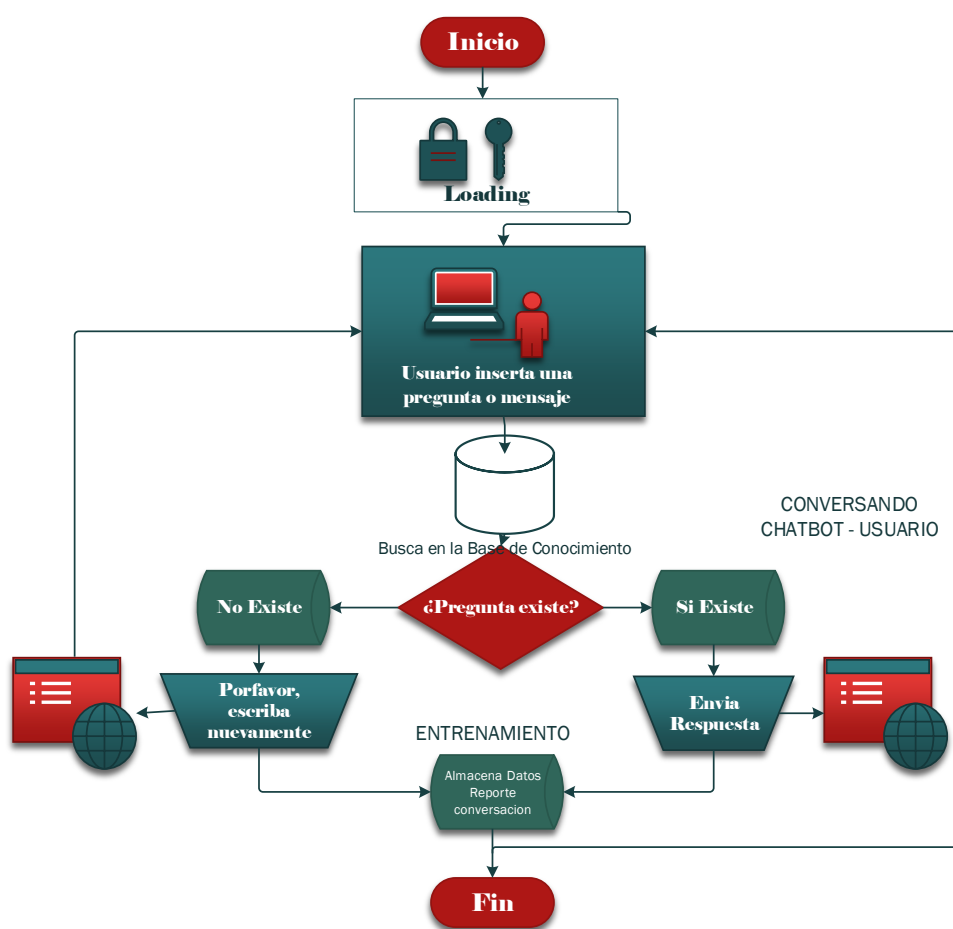 Inicio
Loading
Usuario inserta una
pregunta o mensaje
CONVERSANDO
CHATBOT - USUARIO
Busca en la Base de Conocimiento
No Existe
¿Pregunta existe?
Si Existe
Porfavor,
escriba
nuevamente
Envia
Respuesta
ENTRENAMIENTO
Almacena Datos
Reporte
conversacion
Fin